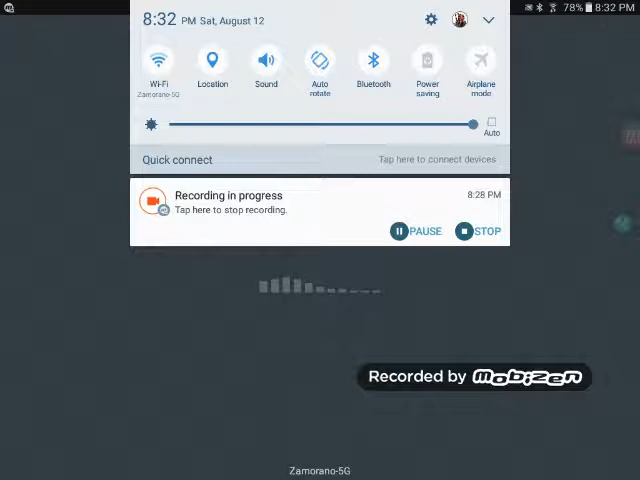 78% 8:32 PM
8:32 PM Sat, August 12
Wi-Fi
Zamorano-5G
Location
Sound
Auto
rotate
Bluetooth
Power
saving
Airplane
mode
Auto
Quick connect
Tap here to connect devices
Recording in progress
8:28 PM
Tap here to stop recording.
PAUSE
STOP
Recorded by Mobizen
Zamorano-5G